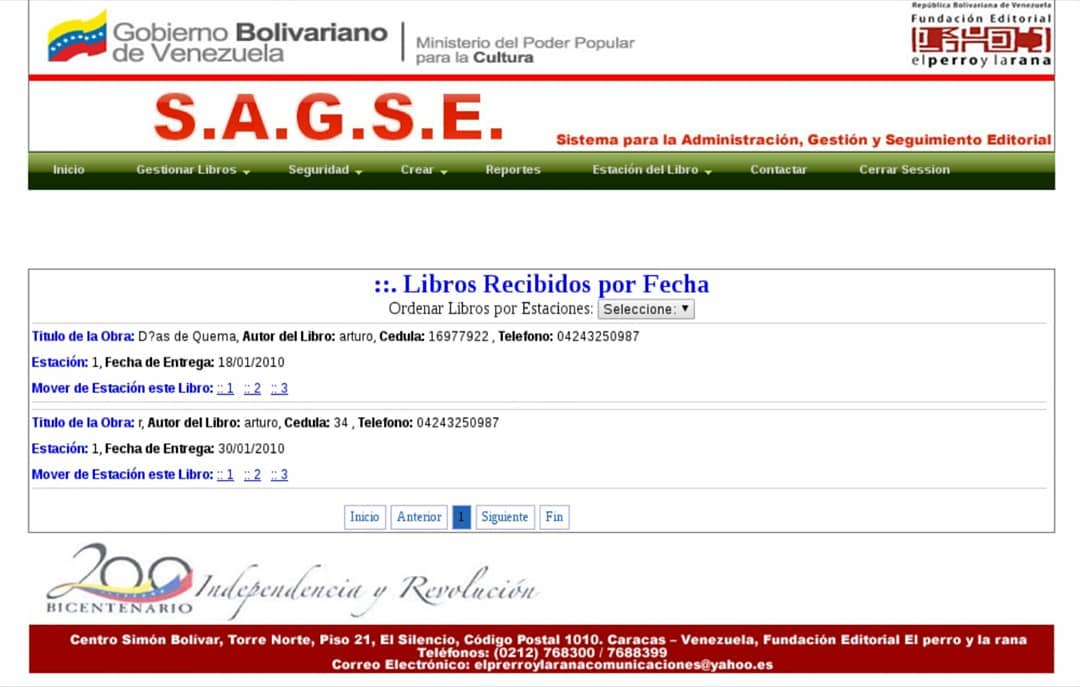 República Bolivariana de Venezuela
Fundación Editorial
elperroylarana
Gobierno Bolivariano
de Venezuela
Ministerio del Poder Popular
para la Cultura
S.A.G.S.E.
Sistema para la Administración, Gestión y Seguimiento Editorial
Inicio Gestionar Libros Seguridad Crear Reportes Estación del Libro Contactar Cerrar Session
::. Libros Recibidos por Fecha
Ordenar Libros por Estaciones: Seleccione:
Titulo de la Obra: D?as de Quema, Autor del Libro: arturo, Cedula: 16977922 , Telefono: 04243250987
Estación: 1, Fecha de Entrega: 18/01/2010
Mover de Estación este Libro: :: 1 :: 2 :: 3
Titulo de la Obra: r, Autor del Libro: arturo, Cedula: 34 , Telefono: 04243250987
Estación: 1, Fecha de Entrega: 30/01/2010
Mover de Estación este Libro: :: 1 :: 2 :: 3
Inicio Anterior 1 Siguiente Fin
200 Independencia y Revolución
BICENTENARIO
Centro Simón Bolívar, Torre Norte, Piso 21, El Silencio, Código Postal 1010. Caracas – Venezuela, Fundación Editorial El perro y la rana
Teléfonos: (0212) 768300 / 7688399
Correo Electrónico: elprerroylaranacomunicaciones@yahoo.es